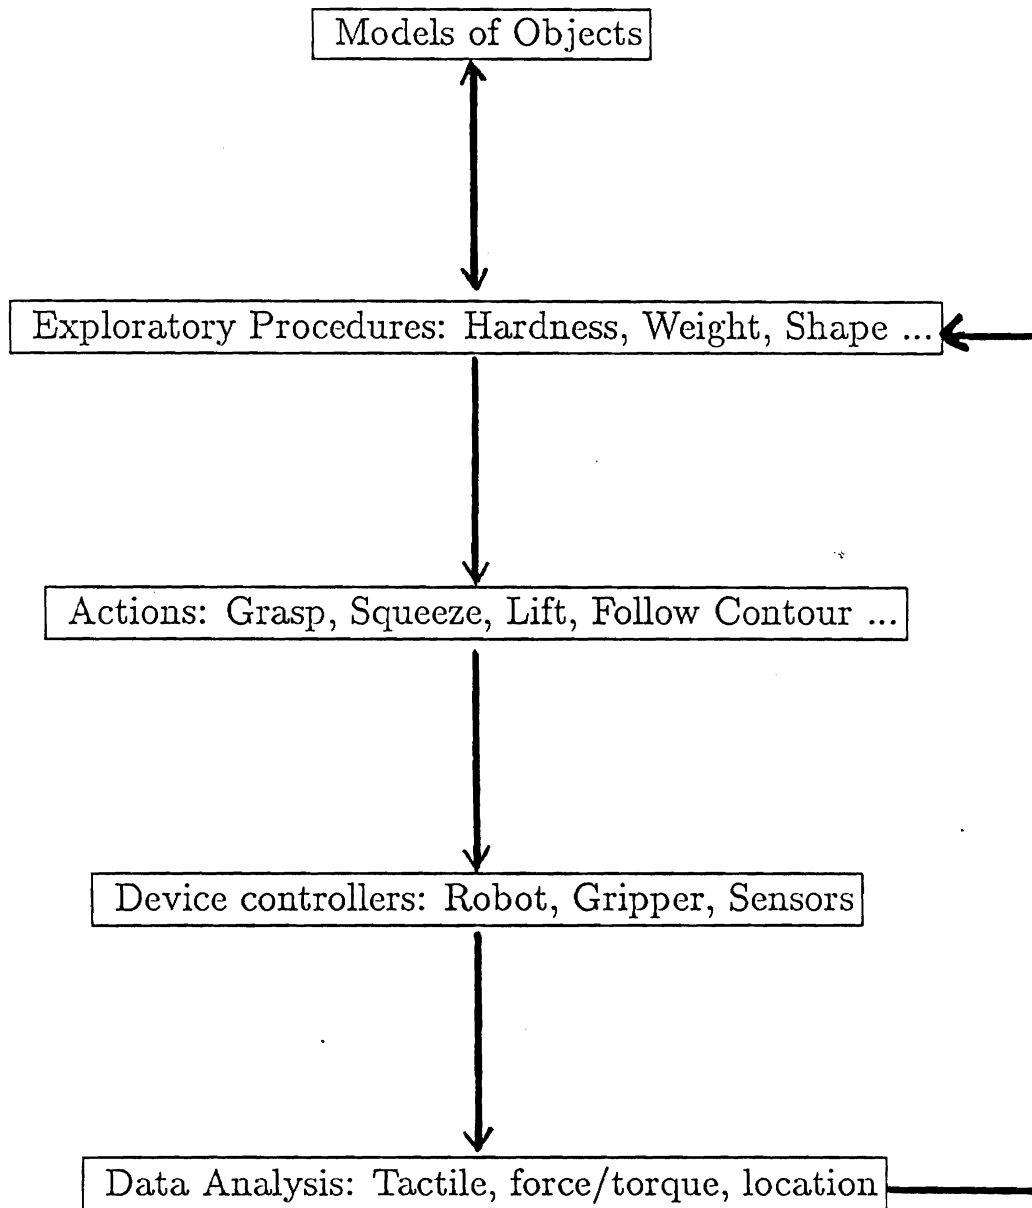 Models of Objects
Exploratory Procedures: Hardness, Weight, Shape ...
Actions: Grasp, Squeeze, Lift, Follow Contour ...
Device controllers: Robot, Gripper, Sensors
Data Analysis: Tactile, force/torque, location